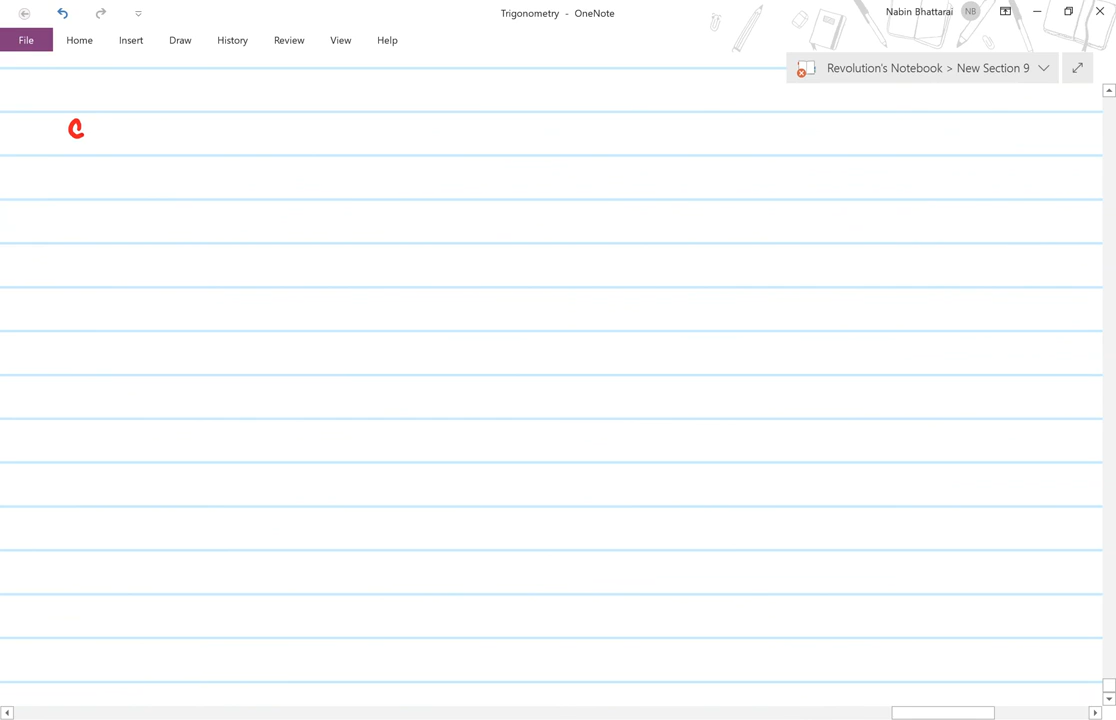 Trigonometry - OneNote
Nabin Bhattarai NB
File Home Insert Draw History Review View Help
Revolution's Notebook > New Section 9
C